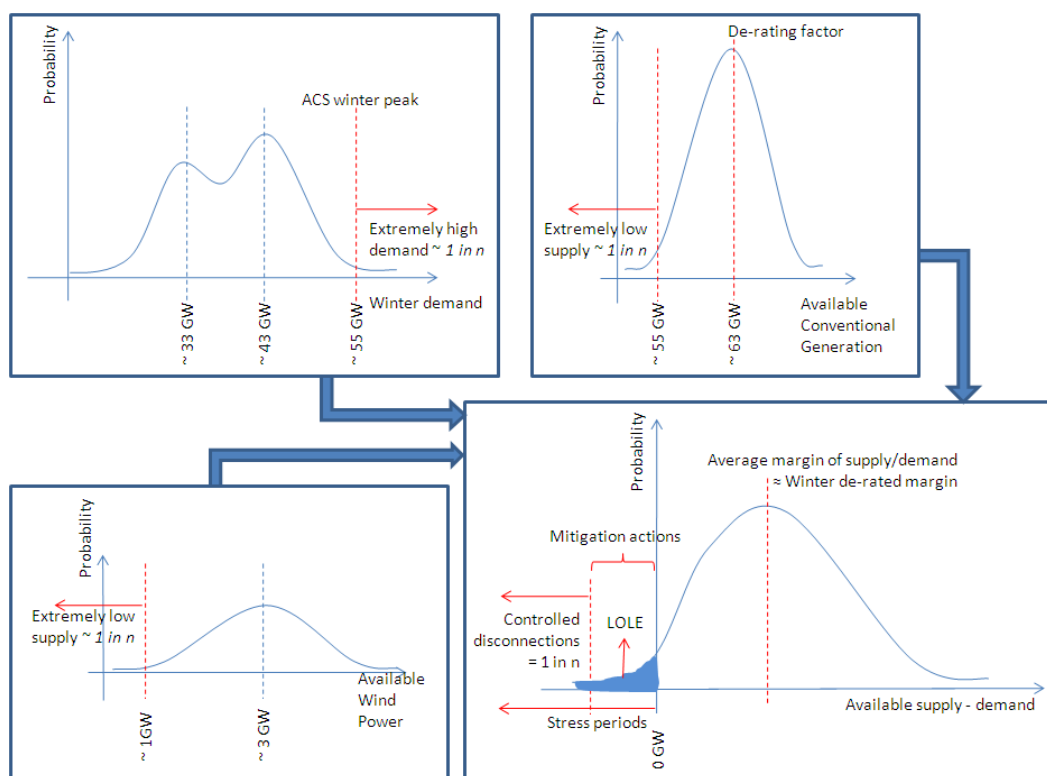 Probability
ACS winter peak
Extremely high
demand ~ 1 in n
Winter demand
~ 33 GW
~ 43 GW
~ 55 GW
Probability
De-rating factor
Extremely low
supply ~ 1 in n
~ 55 GW
~ 63 GW
Available
Conventional
Generation
Probability
Extremely low
supply ~ 1 in n
Available
Wind
Power
~ 1GW
~ 3 GW
Probability
Average margin of supply/demand
≈ Winter de-rated margin
Mitigation actions
Controlled
disconnections
= 1 in n
LOLE
Stress periods
0 GW
Available supply - demand